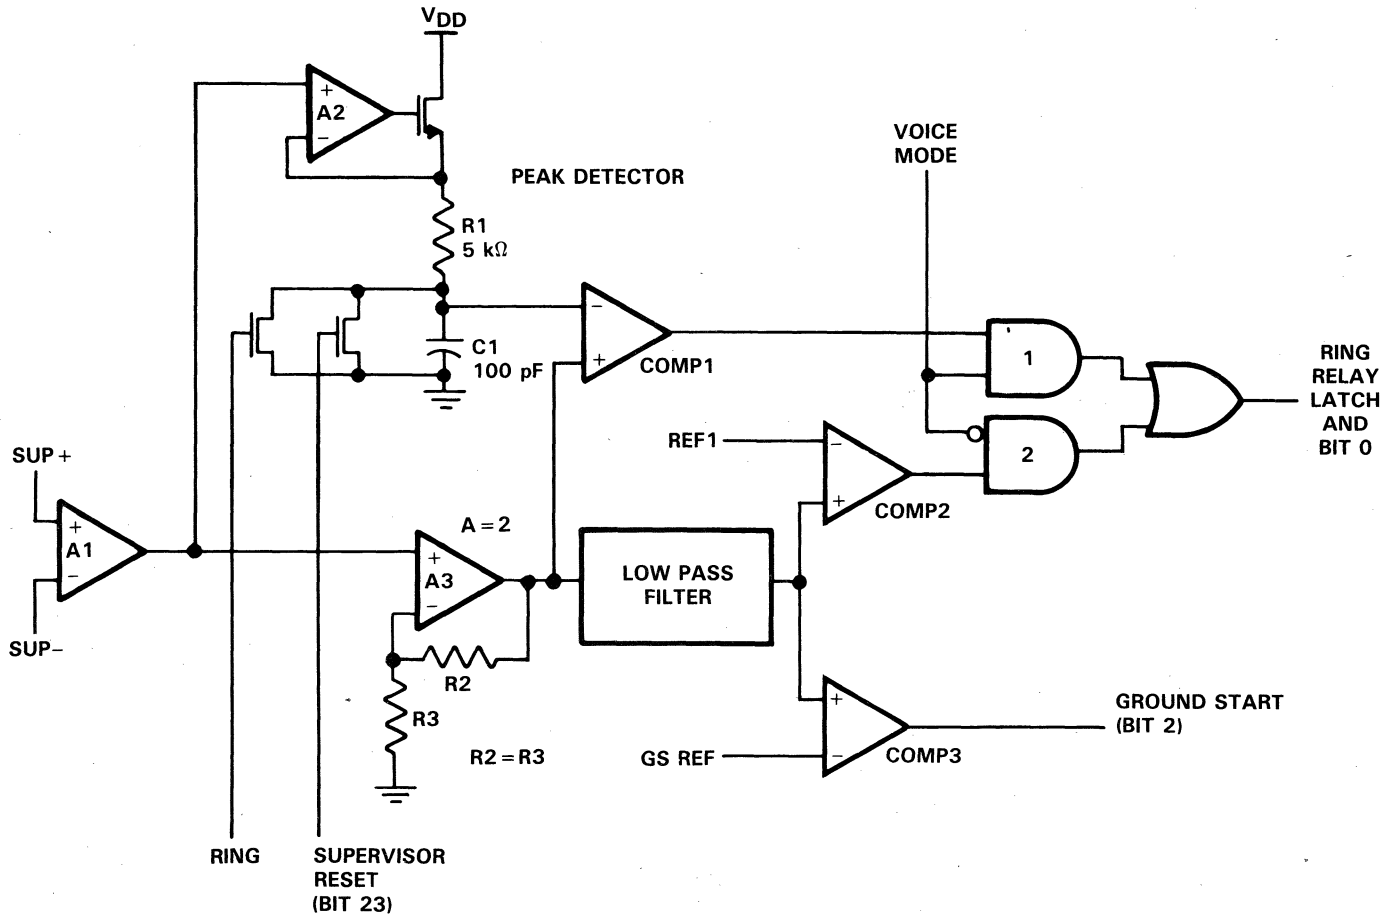 VDD
+
A2
−
PEAK DETECTOR
R1
5 kΩ
VOICE
MODE
C1
100 pF
−
+
COMP1
1
2
RING
RELAY
LATCH
AND
BIT 0
REF1
−
+
COMP2
SUP+
+
A1
−
SUP−
A=2
+
A3
−
R2
R3
R2=R3
LOW PASS
FILTER
+
−
COMP3
GS REF
GROUND START
(BIT 2)
RING
SUPERVISOR
RESET
(BIT 23)